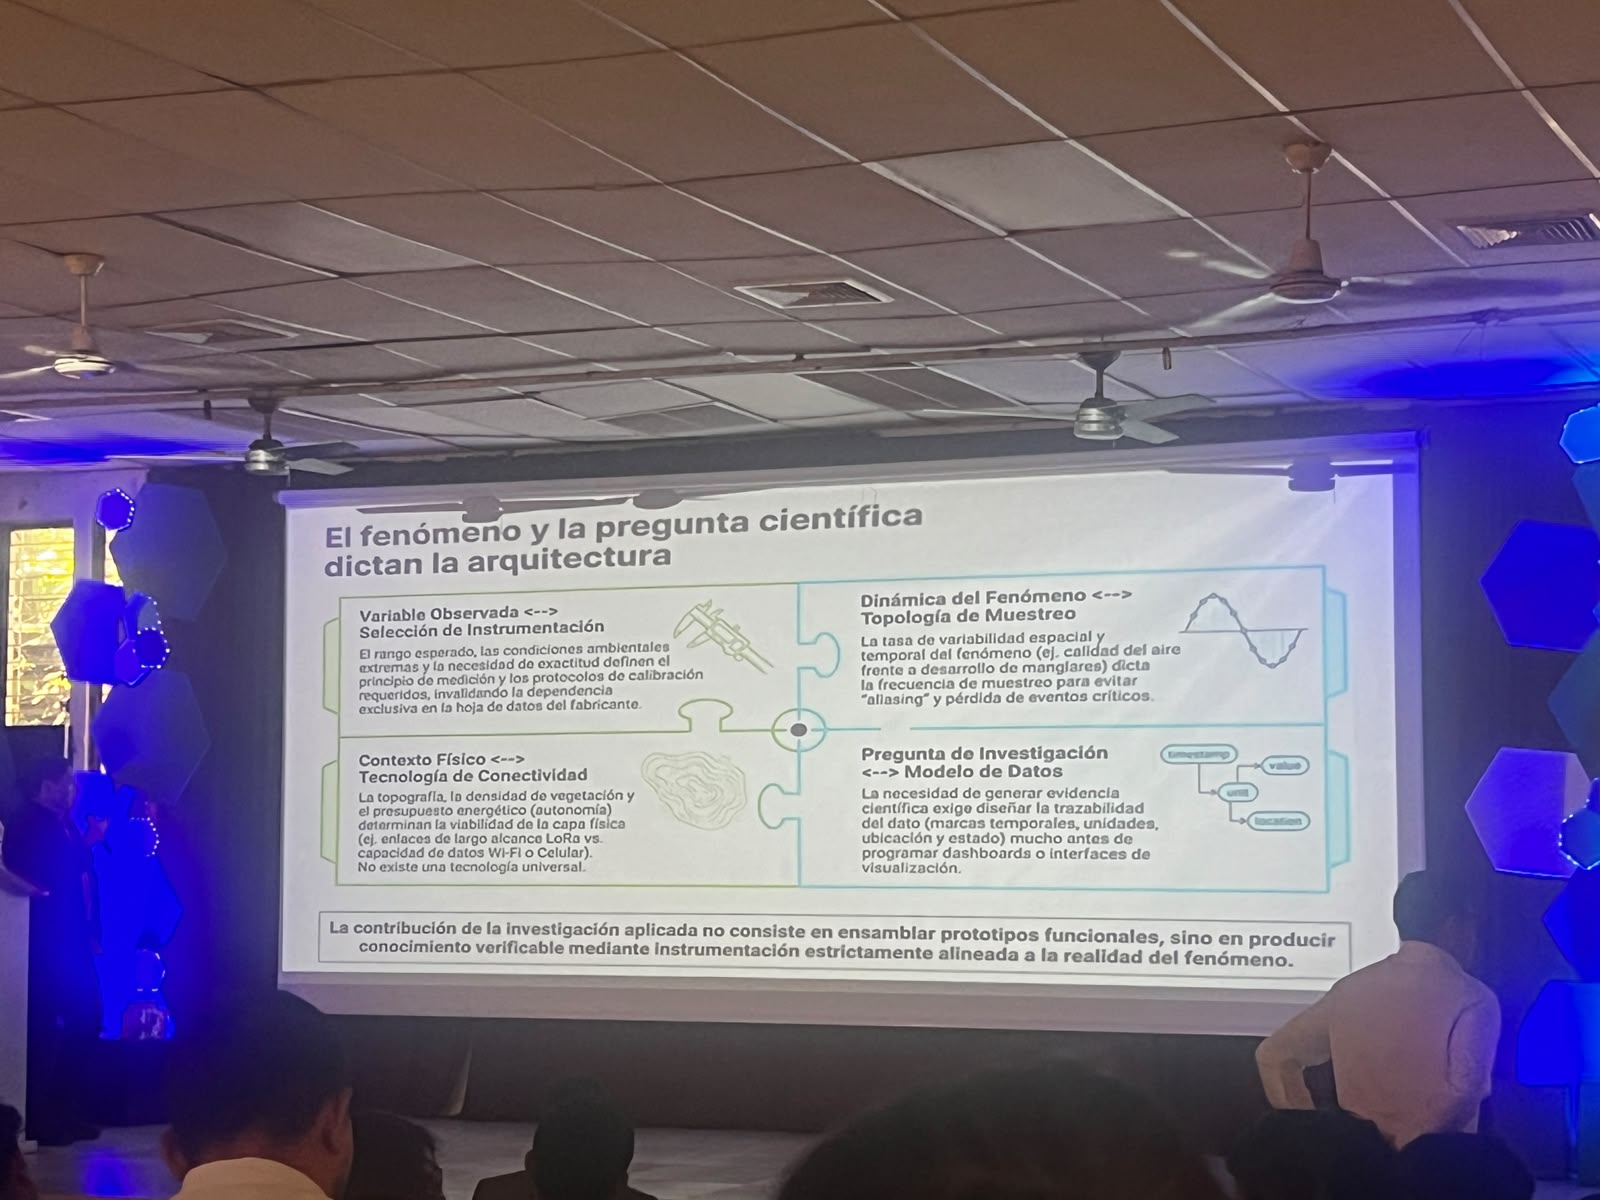 El fenómeno y la pregunta científica
dictan la arquitectura
Variable Observada <-->
Selección de Instrumentación
El rango esperado, las condiciones ambientales
extremas y la necesidad de exactitud definen el
principio de medición y los protocolos de calibración
requeridos, invalidando la dependencia
exclusiva en la hoja de datos del fabricante.
Dinámica del Fenómeno <-->
Topología de Muestreo
La tasa de variabilidad espacial y
temporal del fenómeno (ej. calidad del aire
frente a desarrollo de manglares) dicta
la frecuencia de muestreo para evitar
"aliasing" y pérdida de eventos críticos.
Contexto Físico <-->
Tecnología de Conectividad
La topografía, la densidad de vegetación y
el presupuesto energético (autonomía)
determinan la viabilidad de la capa física
(ej. enlaces de largo alcance LoRa vs.
capacidad de datos Wi-Fi o Celular).
No existe una tecnología universal.
Pregunta de Investigación
<--> Modelo de Datos
La necesidad de generar evidencia
científica exige diseñar la trazabilidad
del dato (marcas temporales, unidades,
ubicación y estado) mucho antes de
programar dashboards o interfaces de
visualización.
timestamp
value
unit
location
La contribución de la investigación aplicada no consiste en ensamblar prototipos funcionales, sino en producir
conocimiento verificable mediante instrumentación estrictamente alineada a la realidad del fenómeno.